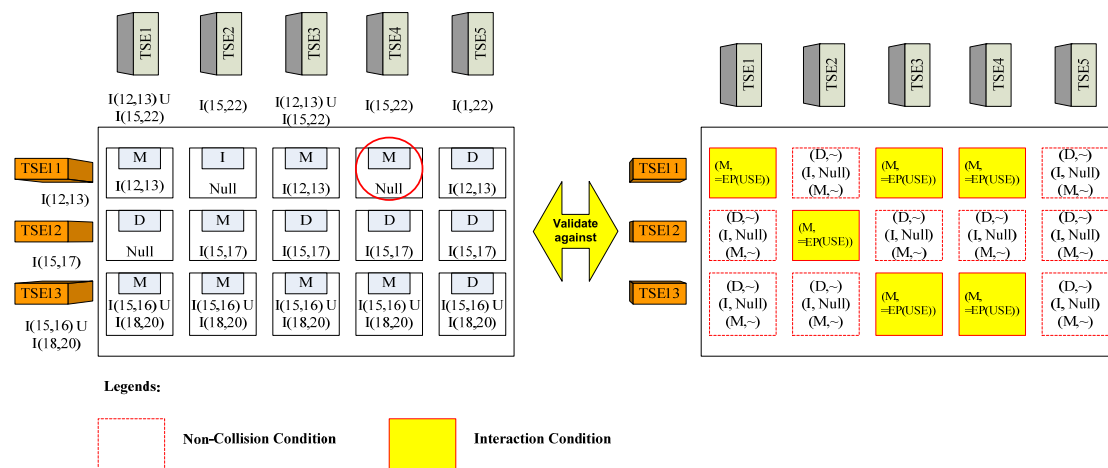 TSE1 TSE2 TSE3 TSE4 TSE5
I(12,13) U I(15,22) I(12,13) U I(15,22) I(1,22)
I(15,22) I(15,22)
TSE11 M I M M D
I(12,13) Null I(12,13) Null I(12,13)
I(12,13)
TSE12 D M D D D
Null I(15,17) I(15,17) I(15,17) I(15,17)
I(15,17)
TSE13 M M M M D
I(15,16) U I(15,16) U I(15,16) U I(15,16) U I(15,16) U
I(18,20) I(18,20) I(18,20) I(18,20) I(18,20)
I(15,16) U
I(18,20)
Validate
against
TSE1 TSE2 TSE3 TSE4 TSE5
TSE11 (M, (D,~) (M, (M, (D,~)
=EP(USE)) (I, Null) =EP(USE)) =EP(USE)) (I, Null)
(M,~) (M,~)
TSE12 (D,~) (M, (D,~) (D,~) (D,~)
(I, Null) =EP(USE)) (I, Null) (I, Null) (I, Null)
(M,~) (M,~) (M,~) (M,~)
TSE13 (D,~) (D,~) (M, (M, (D,~)
(I, Null) (I, Null) =EP(USE)) =EP(USE)) (I, Null)
(M,~) (M,~) (M,~)
Legends:
Non-Collision Condition Interaction Condition